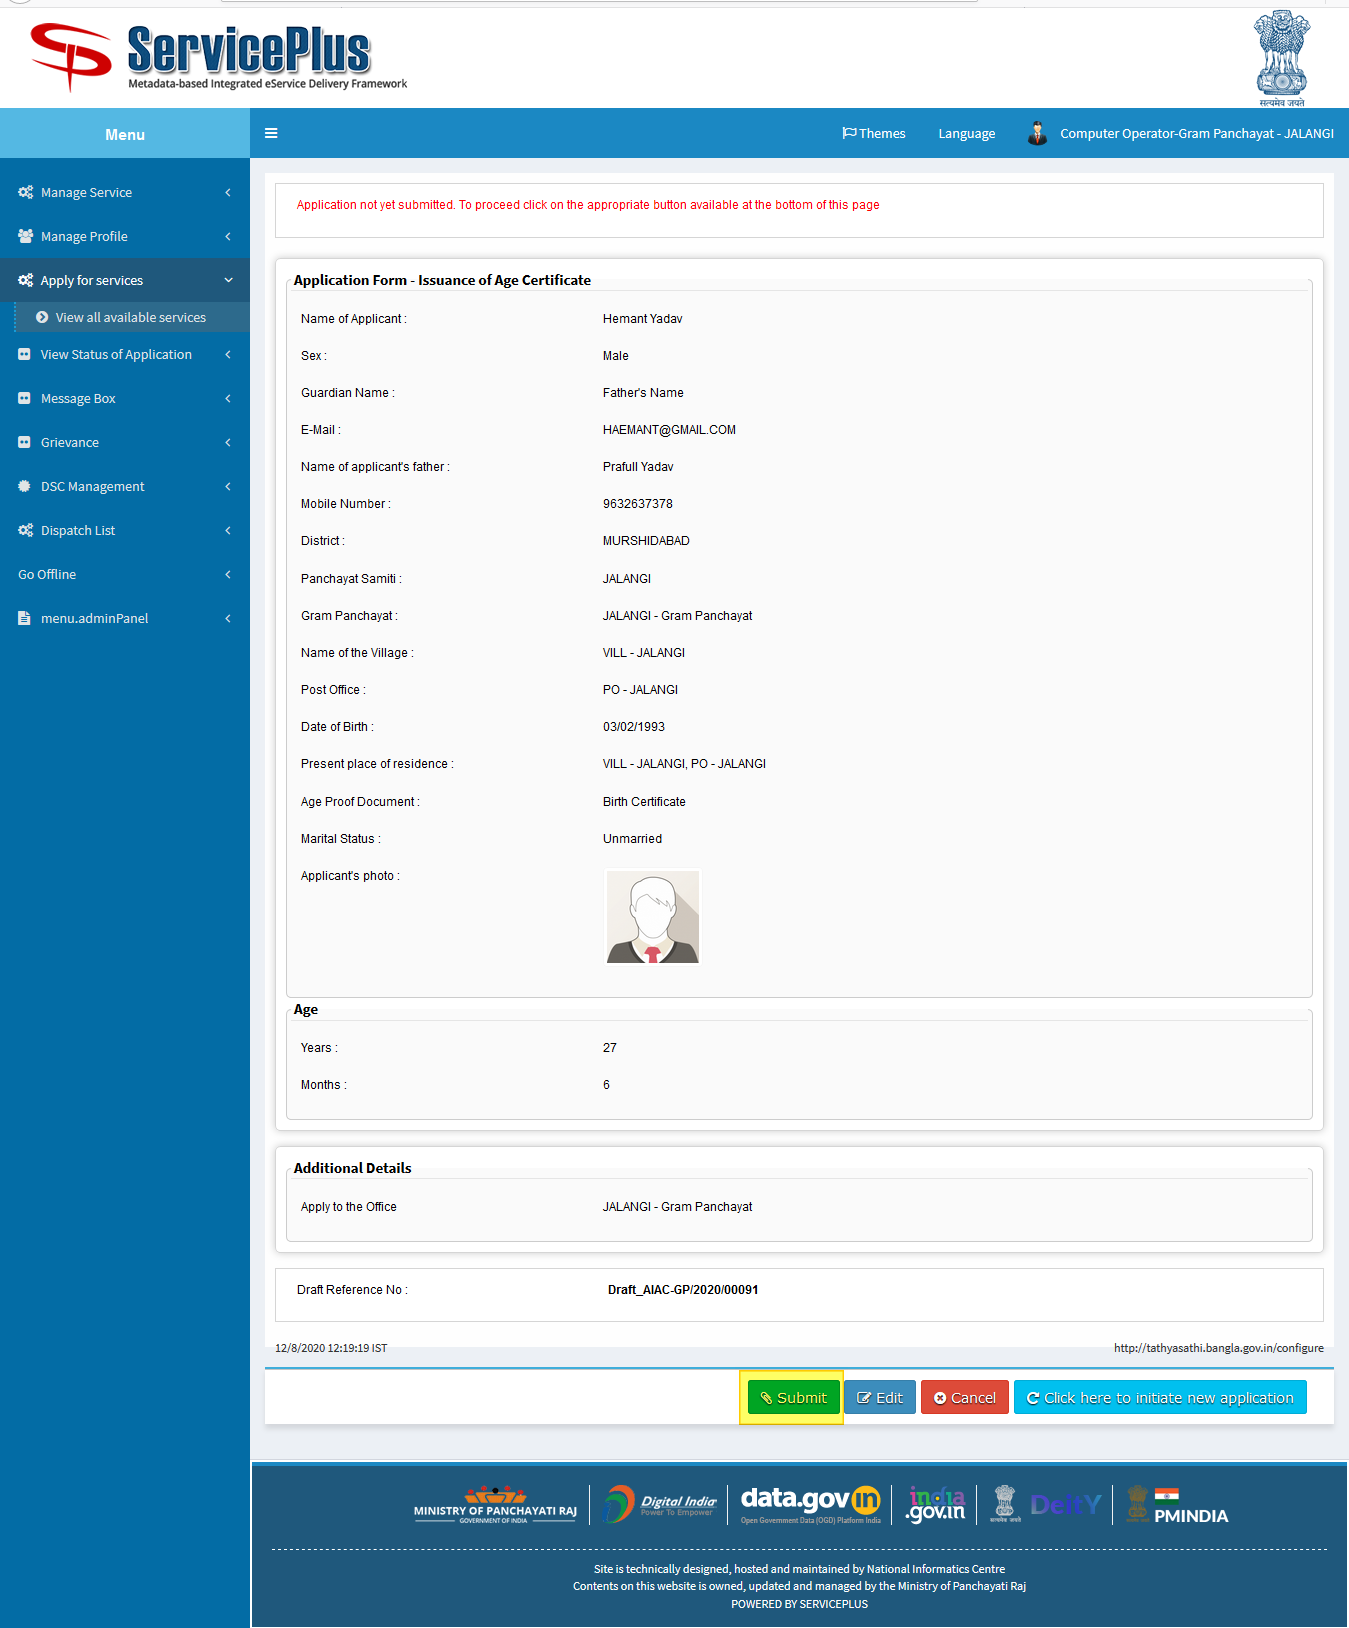 ServicePlus
Metadata-based Integrated eService Delivery Framework
सत्यमेव जयते
Menu
Themes Language Computer Operator-Gram Panchayat - JALANGI
Manage Service
Manage Profile
Apply for services
View all available services
View Status of Application
Message Box
Grievance
DSC Management
Dispatch List
Go Offline
menu.adminPanel
Application not yet submitted. To proceed click on the appropriate button available at the bottom of this page
Application Form - Issuance of Age Certificate
Name of Applicant : Hemant Yadav
Sex : Male
Guardian Name : Father's Name
E-Mail : HAEMANT@GMAIL.COM
Name of applicant's father : Prafull Yadav
Mobile Number : 9632637378
District : MURSHIDABAD
Panchayat Samiti : JALANGI
Gram Panchayat : JALANGI - Gram Panchayat
Name of the Village : VILL - JALANGI
Post Office : PO - JALANGI
Date of Birth : 03/02/1993
Present place of residence : VILL - JALANGI, PO - JALANGI
Age Proof Document : Birth Certificate
Marital Status : Unmarried
Applicant's photo :
Age
Years : 27
Months : 6
Additional Details
Apply to the Office JALANGI - Gram Panchayat
Draft Reference No : Draft_AIAC-GP/2020/00091
12/8/2020 12:19:19 IST http://tathyasathi.bangla.gov.in/configure
Submit Edit Cancel Click here to initiate new application
MINISTRY OF PANCHAYATI RAJ
GOVERNMENT OF INDIA
Digital India
Power To Empower
data.gov in
Open Government Data (OGD) Platform India
india
.gov.in
सत्यमेव जयते
DeitY
PMINDIA
Site is technically designed, hosted and maintained by National Informatics Centre
Contents on this website is owned, updated and managed by the Ministry of Panchayati Raj
POWERED BY SERVICEPLUS